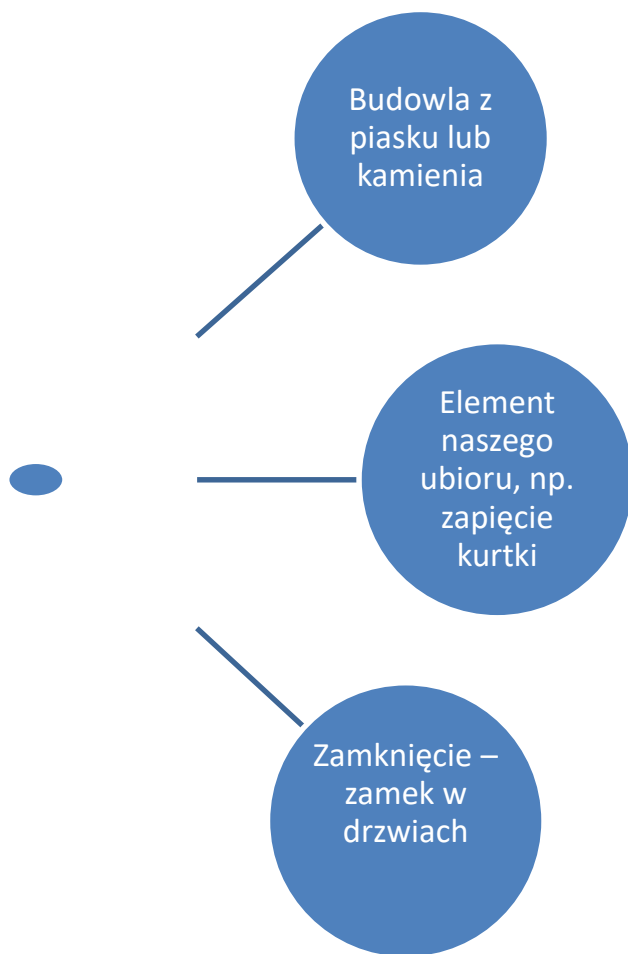 Budowla z
piasku lub
kamienia
Element
naszego
ubioru, np.
zapięcie
kurtki
Zamknięcie –
zamek w
drzwiach